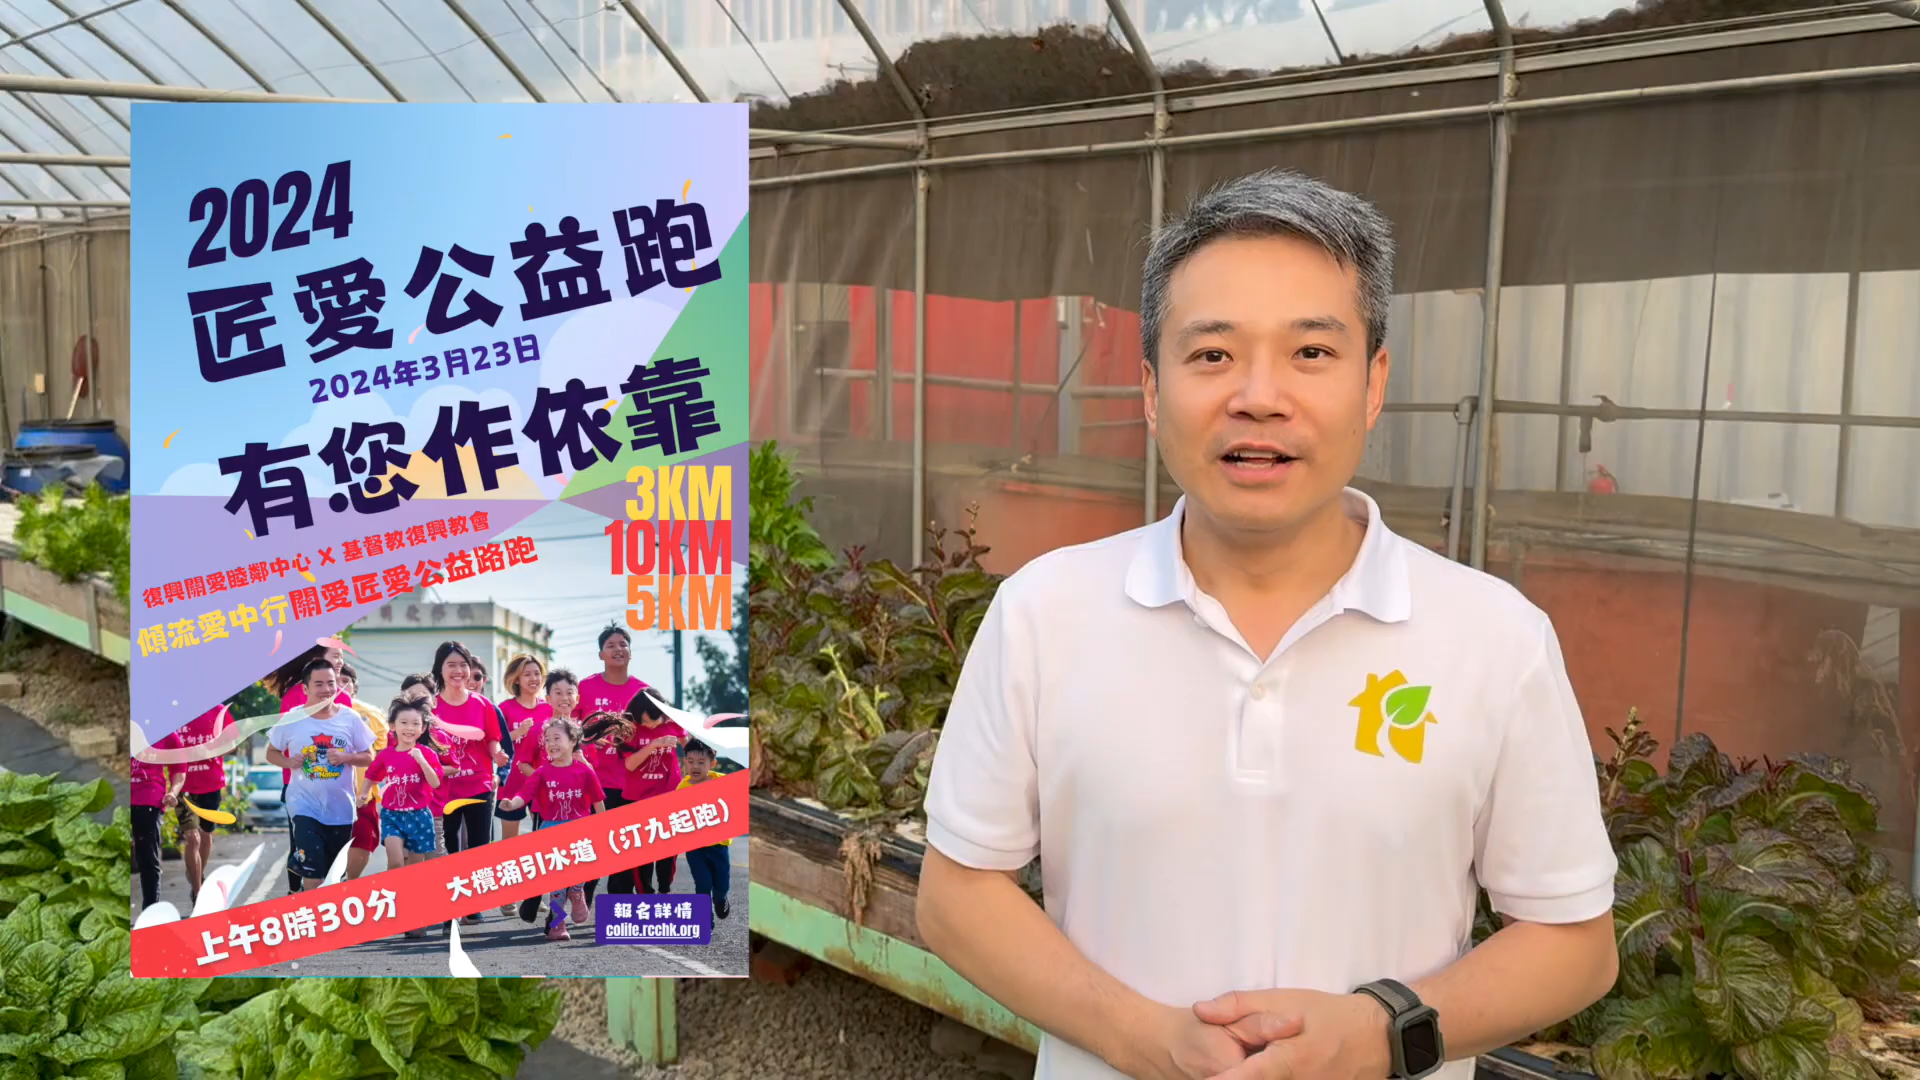 2024
匠愛公益跑
2024年3月23日
有您作依靠
3KM
10KM
5KM
復興關愛睦鄰中心 X 基督教復興教會
傾流愛中行關愛匠愛公益路跑
上午8時30分
大欖涌引水道（汀九起跑）
報名詳情
colife.rcchk.org